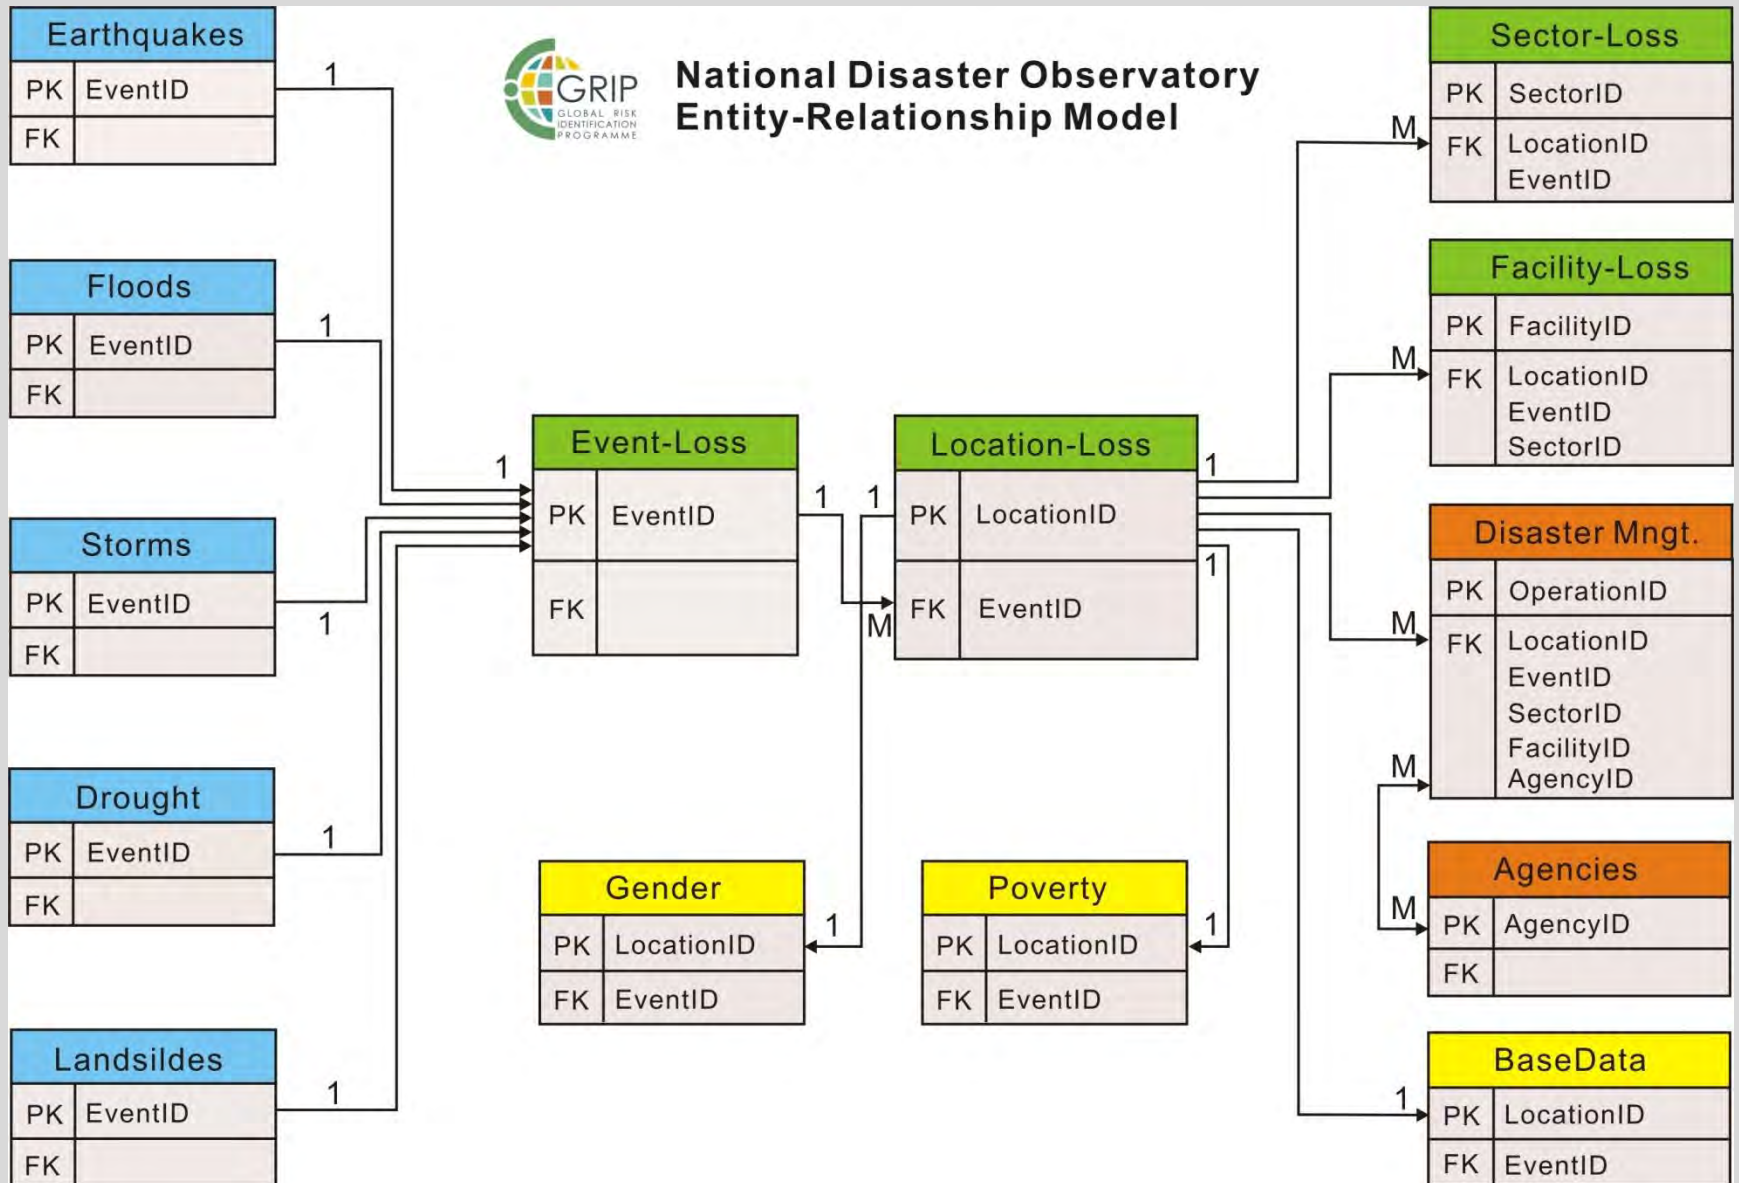 Earthquakes
PK EventID
FK
1
Floods
PK EventID
FK
1
Storms
PK EventID
FK
1
Drought
PK EventID
FK
1
Landsildes
PK EventID
FK
1
GRIP
GLOBAL RISK
IDENTIFICATION
PROGRAMME
National Disaster Observatory
Entity-Relationship Model
1
Event-Loss
PK EventID
FK
1
M
1
Location-Loss
PK LocationID
FK EventID
1
1
Gender
PK LocationID
FK EventID
1
Poverty
PK LocationID
FK EventID
1
Sector-Loss
PK SectorID
M
FK LocationID
EventID
Facility-Loss
PK FacilityID
M
FK LocationID
EventID
SectorID
Disaster Mngt.
PK OperationID
M
FK LocationID
EventID
SectorID
FacilityID
M
AgencyID
Agencies
M
PK AgencyID
FK
BaseData
1
PK LocationID
FK EventID